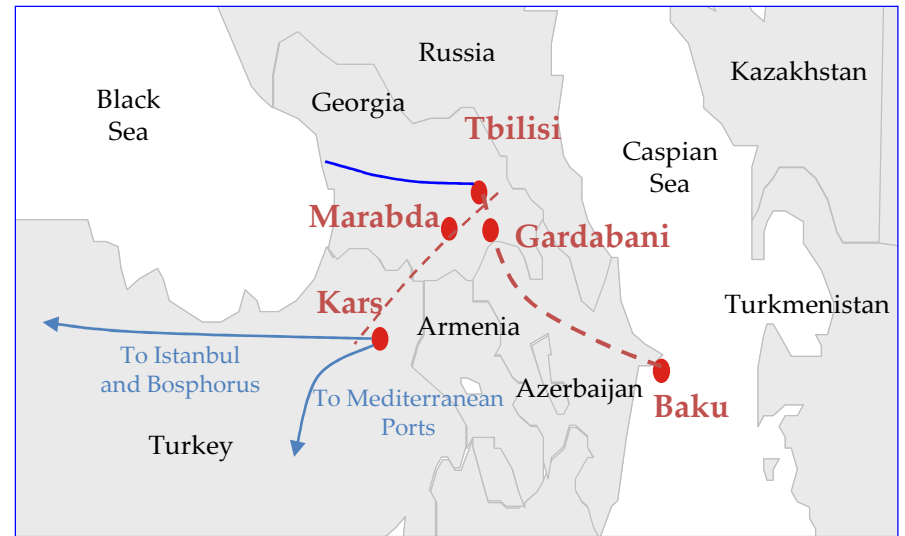 Russia
Kazakhstan
Black
Sea
Georgia
Tbilisi
Caspian
Sea
Marabda
Gardabani
Kars
Turkmenistan
Armenia
To Istanbul
and Bosphorus
Azerbaijan
To Mediterranean
Ports
Baku
Turkey